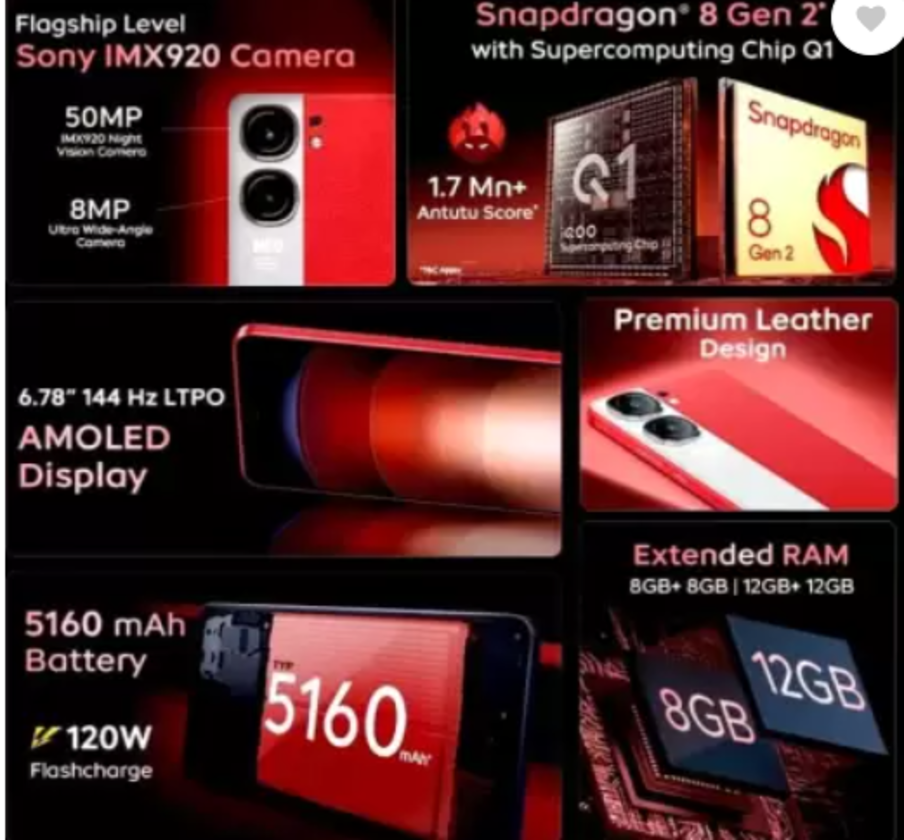 Flagship Level
Sony IMX920 Camera
50MP
IMX920 Night
Vision Camera
8MP
Ultra Wide-Angle
Camera
Snapdragon® 8 Gen 2*
with Supercomputing Chip Q1
1.7 Mn+
Antutu Score*
*T&C Apply
Q1
iQOO
Supercomputing Chip
Snapdragon
8
Gen 2
6.78" 144 Hz LTPO
AMOLED
Display
Premium Leather
Design
5160 mAh
Battery
120W
Flashcharge
TYP
5160
mAh*
Extended RAM
8GB+ 8GB | 12GB+ 12GB
8GB
12GB